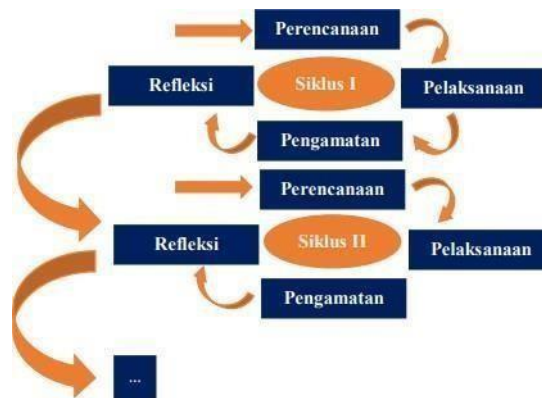 Perencanaan
Refleksi
Siklus I
Pelaksanaan
Pengamatan
Perencanaan
Refleksi
Siklus II
Pelaksanaan
Pengamatan
...